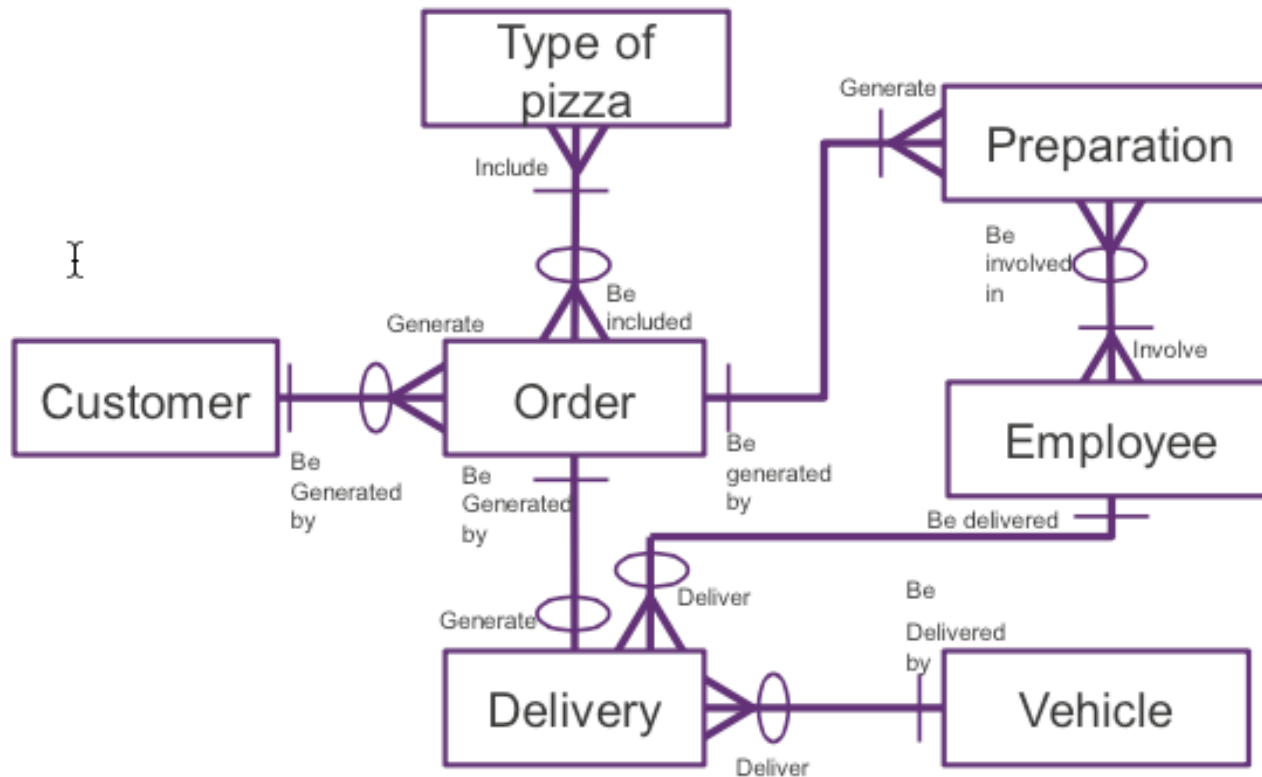 Type of
pizza
Generate
Preparation
Include
Be
involved
in
Be
included
Generate
Involve
Customer
Order
Employee
Be
Generated
by
Be
Generated
by
Be
generated
by
Be delivered
Deliver
Be
Delivered
by
Generate
Delivery
Vehicle
Deliver